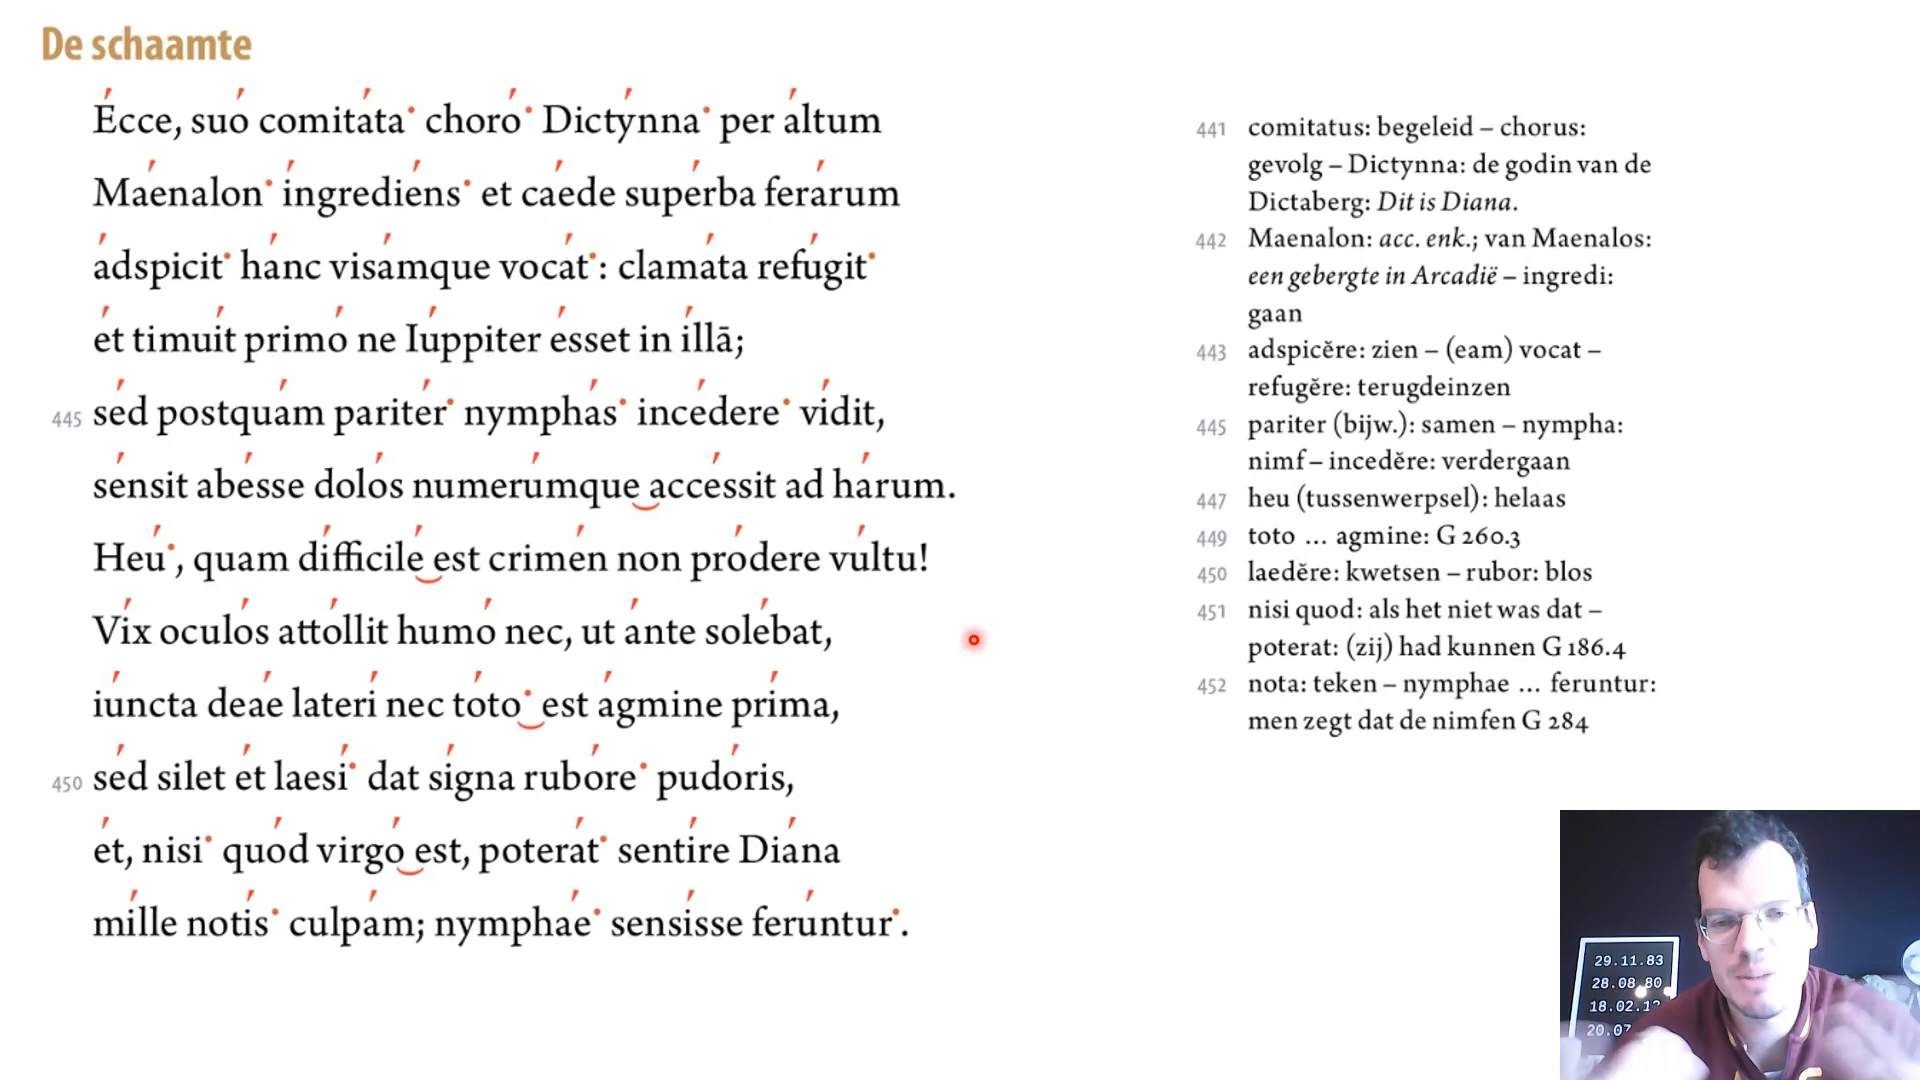 De schaamte
Ecce, suo comitata• choro• Dictynna• per altum
Maenalon• ingrediens• et caede superba ferarum
adspicit• hanc visamque vocat•: clamata refugit•
et timuit primo ne Iuppiter esset in illā;
445 sed postquam pariter• nymphas• incedere• vidit,
sensit abesse dolos numerumque accessit ad harum.
Heu•, quam difficile est crimen non prodere vultu!
Vix oculos attollit humo nec, ut ante solebat,
iuncta deae lateri nec toto• est agmine prima,
450 sed silet et laesi• dat signa rubore• pudoris,
et, nisi• quod virgo est, poterat• sentire Diana
mille notis• culpam; nymphae• sensisse feruntur•.
441 comitatus: begeleid – chorus:
gevolg – Dictynna: de godin van de
Dictaberg: Dit is Diana.
442 Maenalon: acc. enk.; van Maenalos:
een gebergte in Arcadië – ingredi:
gaan
443 adspicĕre: zien – (eam) vocat –
refugĕre: terugdeinzen
445 pariter (bijw.): samen – nympha:
nimf – incedĕre: verdergaan
447 heu (tussenwerpsel): helaas
449 toto ... agmine: G 260.3
450 laedĕre: kwetsen – rubor: blos
451 nisi quod: als het niet was dat –
poterat: (zij) had kunnen G 186.4
452 nota: teken – nymphae ... feruntur:
men zegt dat de nimfen G 284
29.11.83
28.08.80
18.02.1
20.07